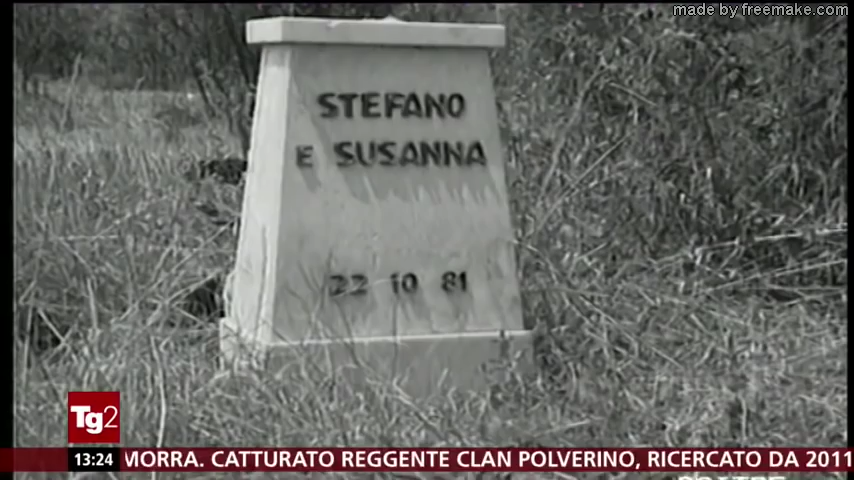 made by freemake.com
STEFANO
E SUSANNA
22 10 81
Tg2
13:24 MORRA. CATTURATO REGGENTE CLAN POLVERINO, RICERCATO DA 2011